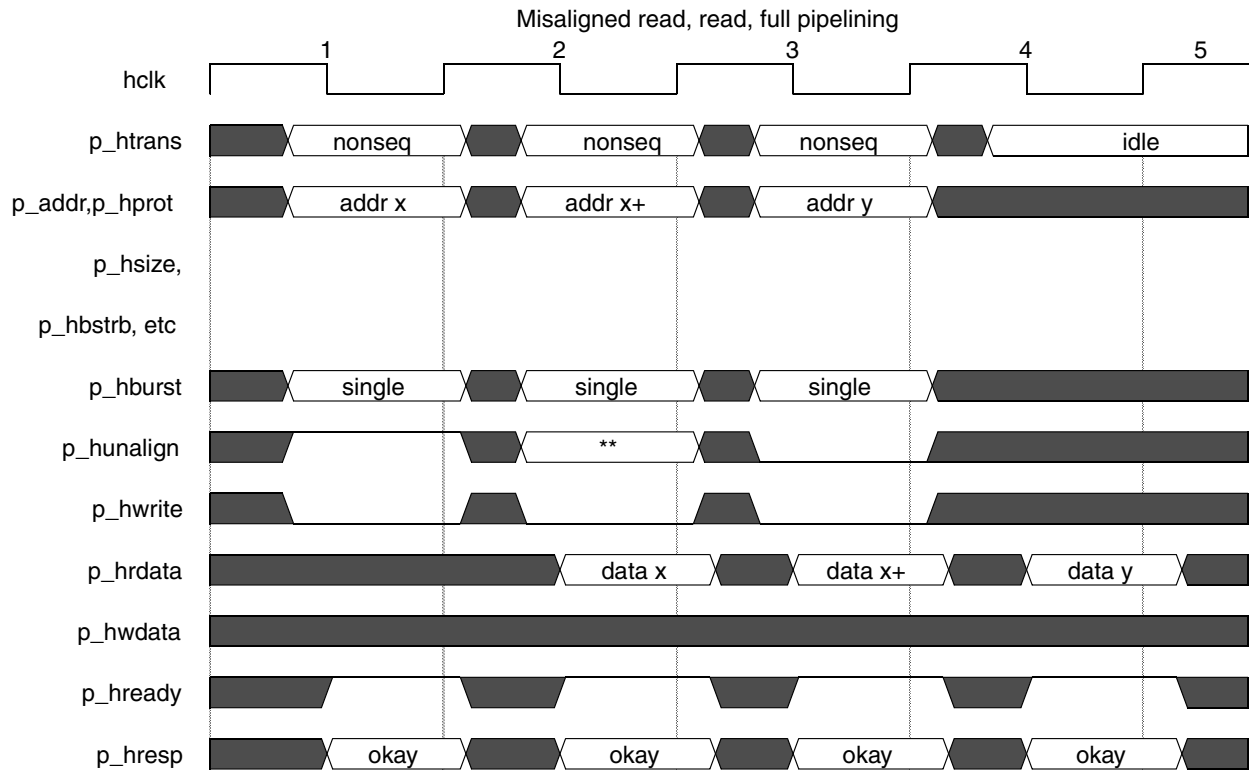 Misaligned read, read, full pipelining
1 2 3 4 5
hclk
p_htrans nonseq nonseq nonseq idle
p_addr,p_hprot addr x addr x+ addr y
p_hsize,
p_hbstrb, etc
p_hburst single single single
p_hunalign **
p_hwrite
p_hrdata data x data x+ data y
p_hwdata
p_hready
p_hresp okay okay okay okay